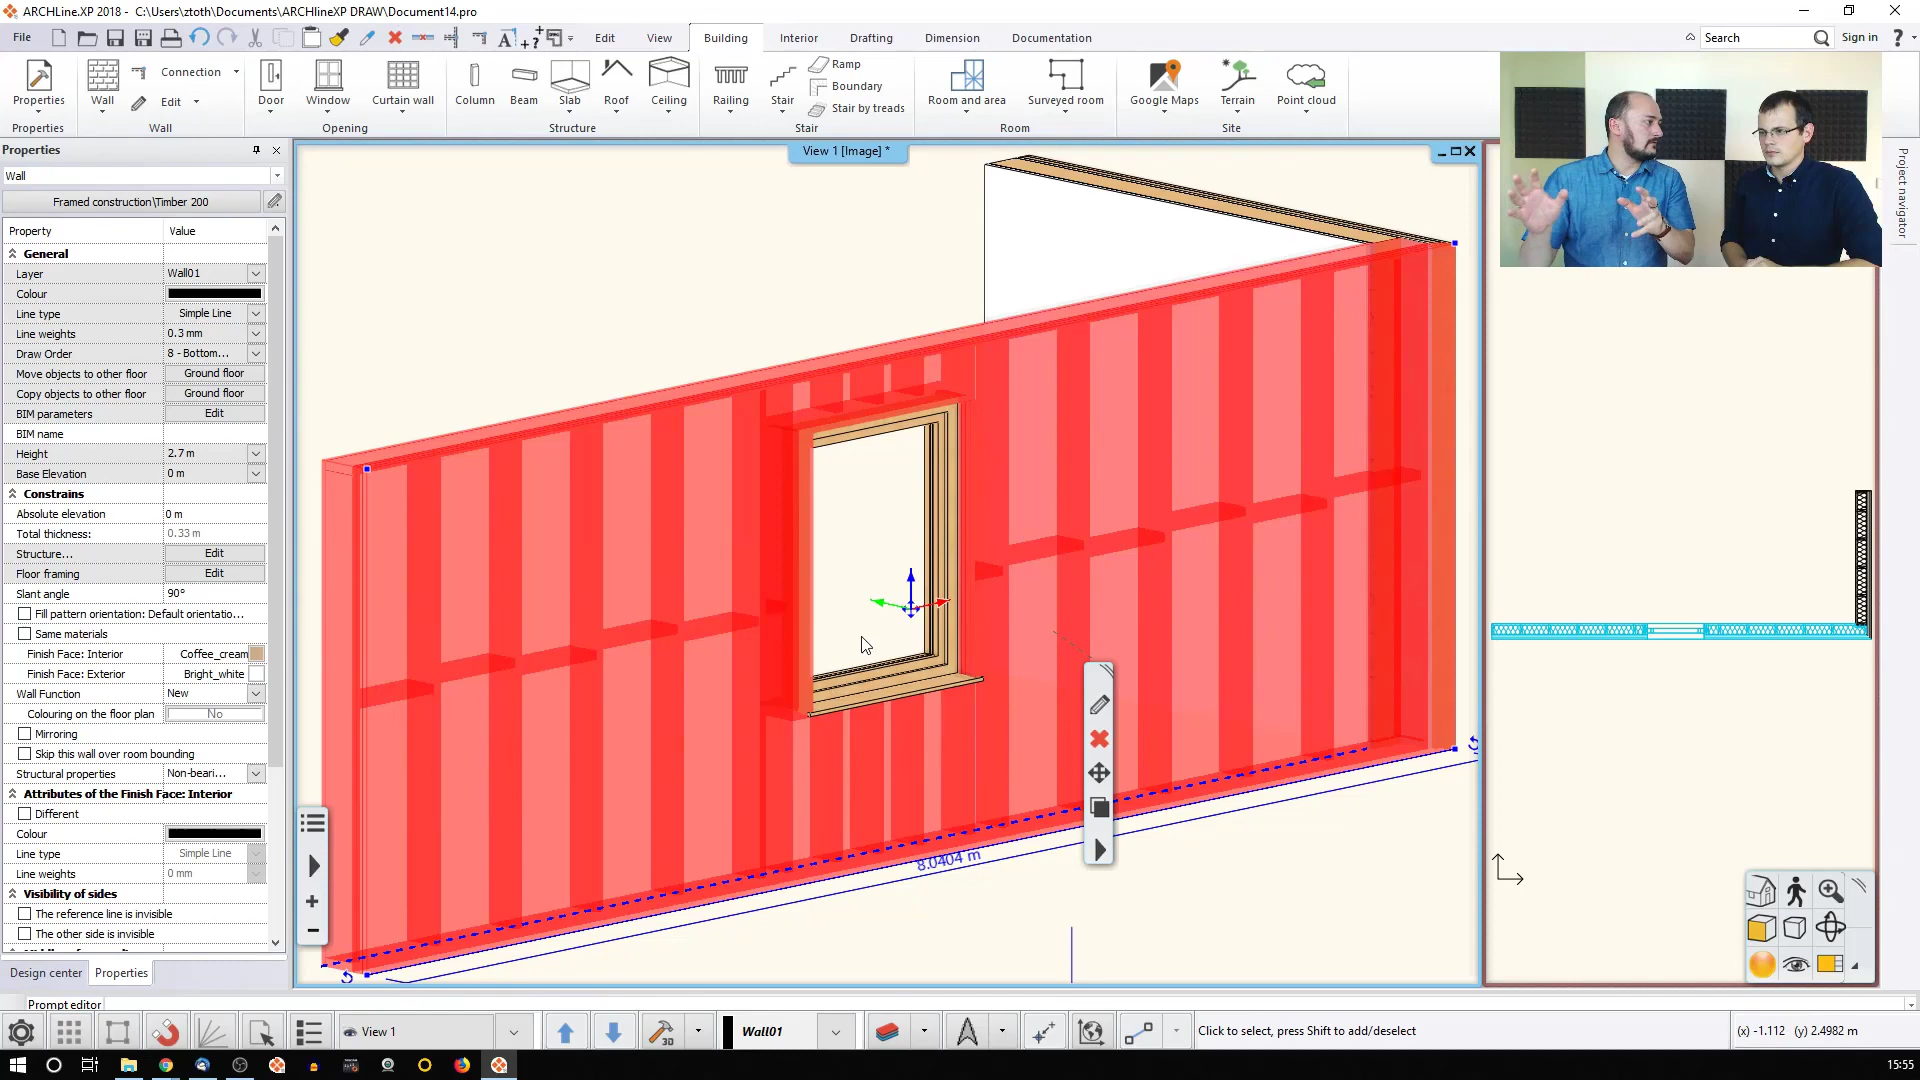 ARCHLine.XP 2018 - C:\Users\ztoth\Documents\ARCHlineXP DRAW\Document14.pro
File
Edit
View
Building
Interior
Drafting
Dimension
Documentation
Search
Sign in
?
Properties
Wall
Connection
Edit
Door
Window
Curtain wall
Column
Beam
Slab
Roof
Ceiling
Railing
Stair
Ramp
Boundary
Stair by treads
Room and area
Surveyed room
Google Maps
Terrain
Point cloud
Properties
Wall
Opening
Structure
Stair
Room
Site
Properties
Wall
Framed construction\Timber 200
Property Value
General
Layer Wall01
Colour
Line type Simple Line
Line weights 0.3 mm
Draw Order 8 - Bottom...
Move objects to other floor Ground floor
Copy objects to other floor Ground floor
BIM parameters Edit
BIM name
Height 2.7 m
Base Elevation 0 m
Constrains
Absolute elevation 0 m
Total thickness: 0.33 m
Structure... Edit
Floor framing Edit
Slant angle 90°
Fill pattern orientation: Default orientatio...
Same materials
Finish Face: Interior Coffee_cream
Finish Face: Exterior Bright_white
Wall Function New
Colouring on the floor plan No
Mirroring
Skip this wall over room bounding
Structural properties Non-beari...
Attributes of the Finish Face: Interior
Different
Colour
Line type Simple Line
Line weights 0 mm
Visibility of sides
The reference line is invisible
The other side is invisible
Design center
Properties
View 1 [Image] *
8.0404 m
Project navigator
Prompt editor
View 1
3D
Wall01
Click to select, press Shift to add/deselect
(x) -1.112 (y) 2.4982 m
15:55